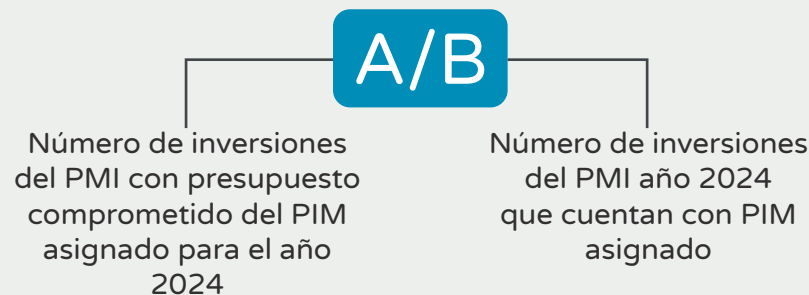 A/B
Número de inversiones
del PMI con presupuesto
comprometido del PIM
asignado para el año
2024
Número de inversiones
del PMI año 2024
que cuentan con PIM
asignado